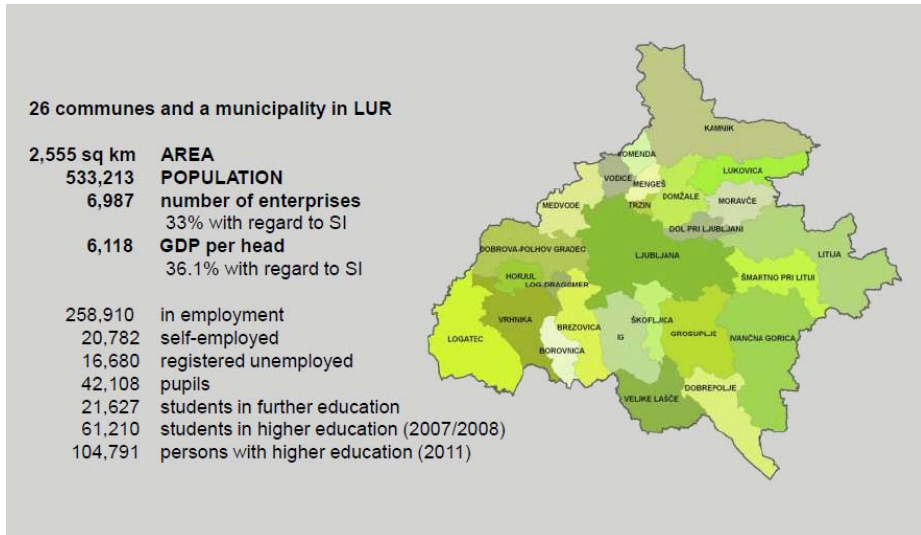 26 communes and a municipality in LUR
2,555 sq km AREA
533,213 POPULATION
6,987 number of enterprises
33% with regard to SI
6,118 GDP per head
36.1% with regard to SI
258,910 in employment
20,782 self-employed
16,680 registered unemployed
42,108 pupils
21,627 students in further education
61,210 students in higher education (2007/2008)
104,791 persons with higher education (2011)
KAMNIK
KOMENDA
LUKOVICA
VODICE
MENGEŠ
DOMŽALE
MORAVČE
MEDVODE
TRZIN
DOL PRI LJUBLJANI
DOBROVA-POLHOV GRADEC
LJUBLJANA
LITIJA
HORJUL
ŠMARTNO PRI LITIJI
LOG-DRAGOMER
VRHNIKA
BREZOVICA
ŠKOFLJICA
LOGATEC
IG
GROSUPLJE
IVANČNA GORICA
BOROVNICA
DOBREPOLJE
VELIKE LAŠČE